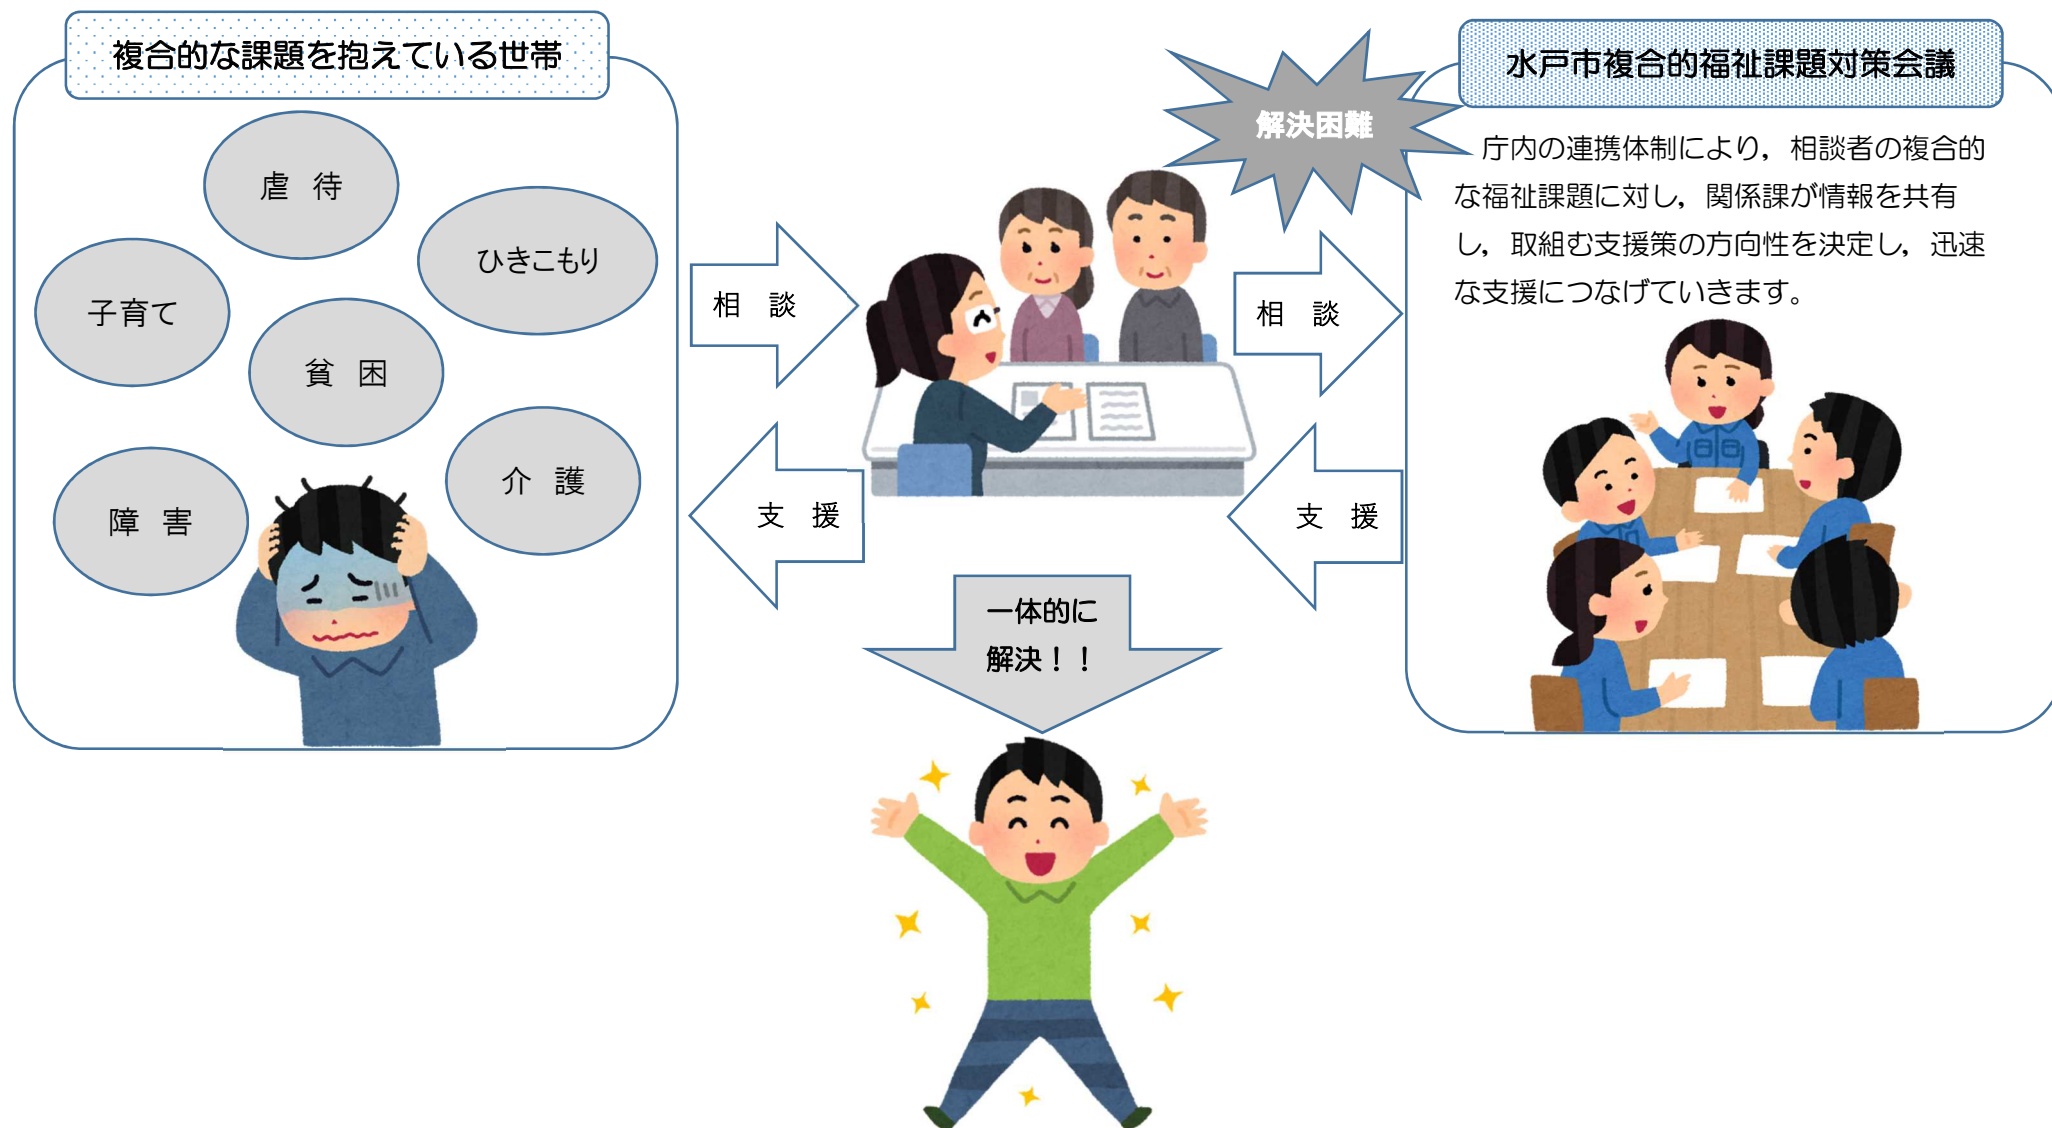 複合的な課題を抱えている世帯
虐 待
ひきこもり
子育て
貧 困
介 護
障 害
相 談
支 援
解決困難
相 談
支 援
水戸市複合的福祉課題対策会議
庁内の連携体制により，相談者の複合的
な福祉課題に対し，関係課が情報を共有
し，取組む支援策の方向性を決定し，迅速
な支援につなげていきます。
一体的に
解決！！